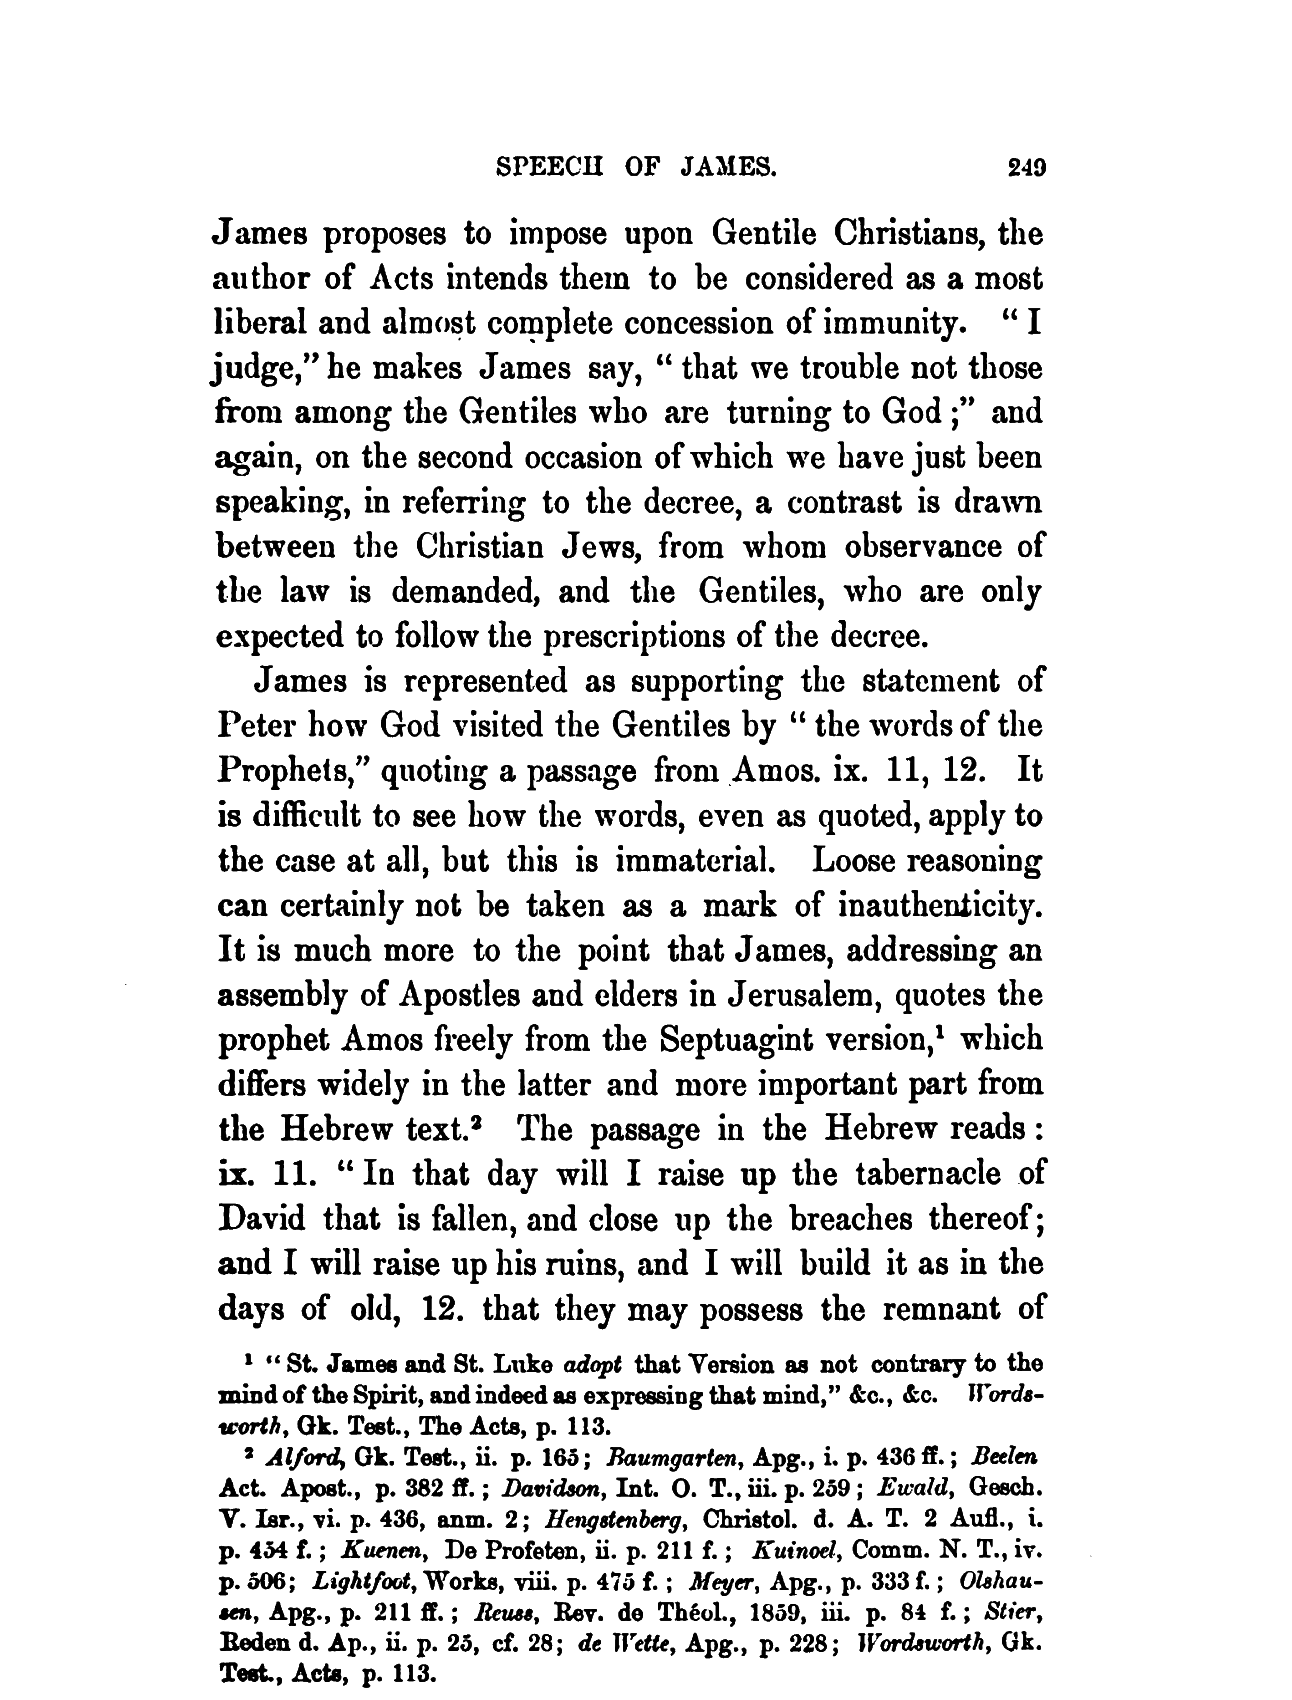 SPEECH OF JAMES. 249
James proposes to impose upon Gentile Christians, the
author of Acts intends them to be considered as a most
liberal and almost complete concession of immunity. “ I
judge,” he makes James say, “ that we trouble not those
from among the Gentiles who are turning to God ;” and
again, on the second occasion of which we have just been
speaking, in referring to the decree, a contrast is drawn
between the Christian Jews, from whom observance of
the law is demanded, and the Gentiles, who are only
expected to follow the prescriptions of the decree.
James is represented as supporting the statement of
Peter how God visited the Gentiles by “ the words of the
Prophets,” quoting a passage from Amos. ix. 11, 12. It
is difficult to see how the words, even as quoted, apply to
the case at all, but this is immaterial. Loose reasoning
can certainly not be taken as a mark of inauthenticity.
It is much more to the point that James, addressing an
assembly of Apostles and elders in Jerusalem, quotes the
prophet Amos freely from the Septuagint version,¹ which
differs widely in the latter and more important part from
the Hebrew text.² The passage in the Hebrew reads :
ix. 11. “ In that day will I raise up the tabernacle of
David that is fallen, and close up the breaches thereof ;
and I will raise up his ruins, and I will build it as in the
days of old, 12. that they may possess the remnant of
¹ “ St. James and St. Luke adopt that Version as not contrary to the
mind of the Spirit, and indeed as expressing that mind,” &c., &c. Words-
worth, Gk. Test., The Acts, p. 113.
² Alford, Gk. Test., ii. p. 165 ; Baumgarten, Apg., i. p. 436 ff. ; Beelen
Act. Apost., p. 382 ff. ; Davidson, Int. O. T., iii. p. 259 ; Ewald, Gesch.
V. Isr., vi. p. 436, anm. 2 ; Hengstenberg, Christol. d. A. T. 2 Aufl., i.
p. 454 f. ; Kuenen, De Profeten, ii. p. 211 f. ; Kuinoel, Comm. N. T., iv.
p. 506 ; Lightfoot, Works, viii. p. 475 f. ; Meyer, Apg., p. 333 f. ; Olshau-
sen, Apg., p. 211 ff. ; Reuss, Rev. de Théol., 1859, iii. p. 84 f. ; Stier,
Reden d. Ap., ii. p. 25, cf. 28 ; de Wette, Apg., p. 228 ; Wordsworth, Gk.
Test., Acts, p. 113.